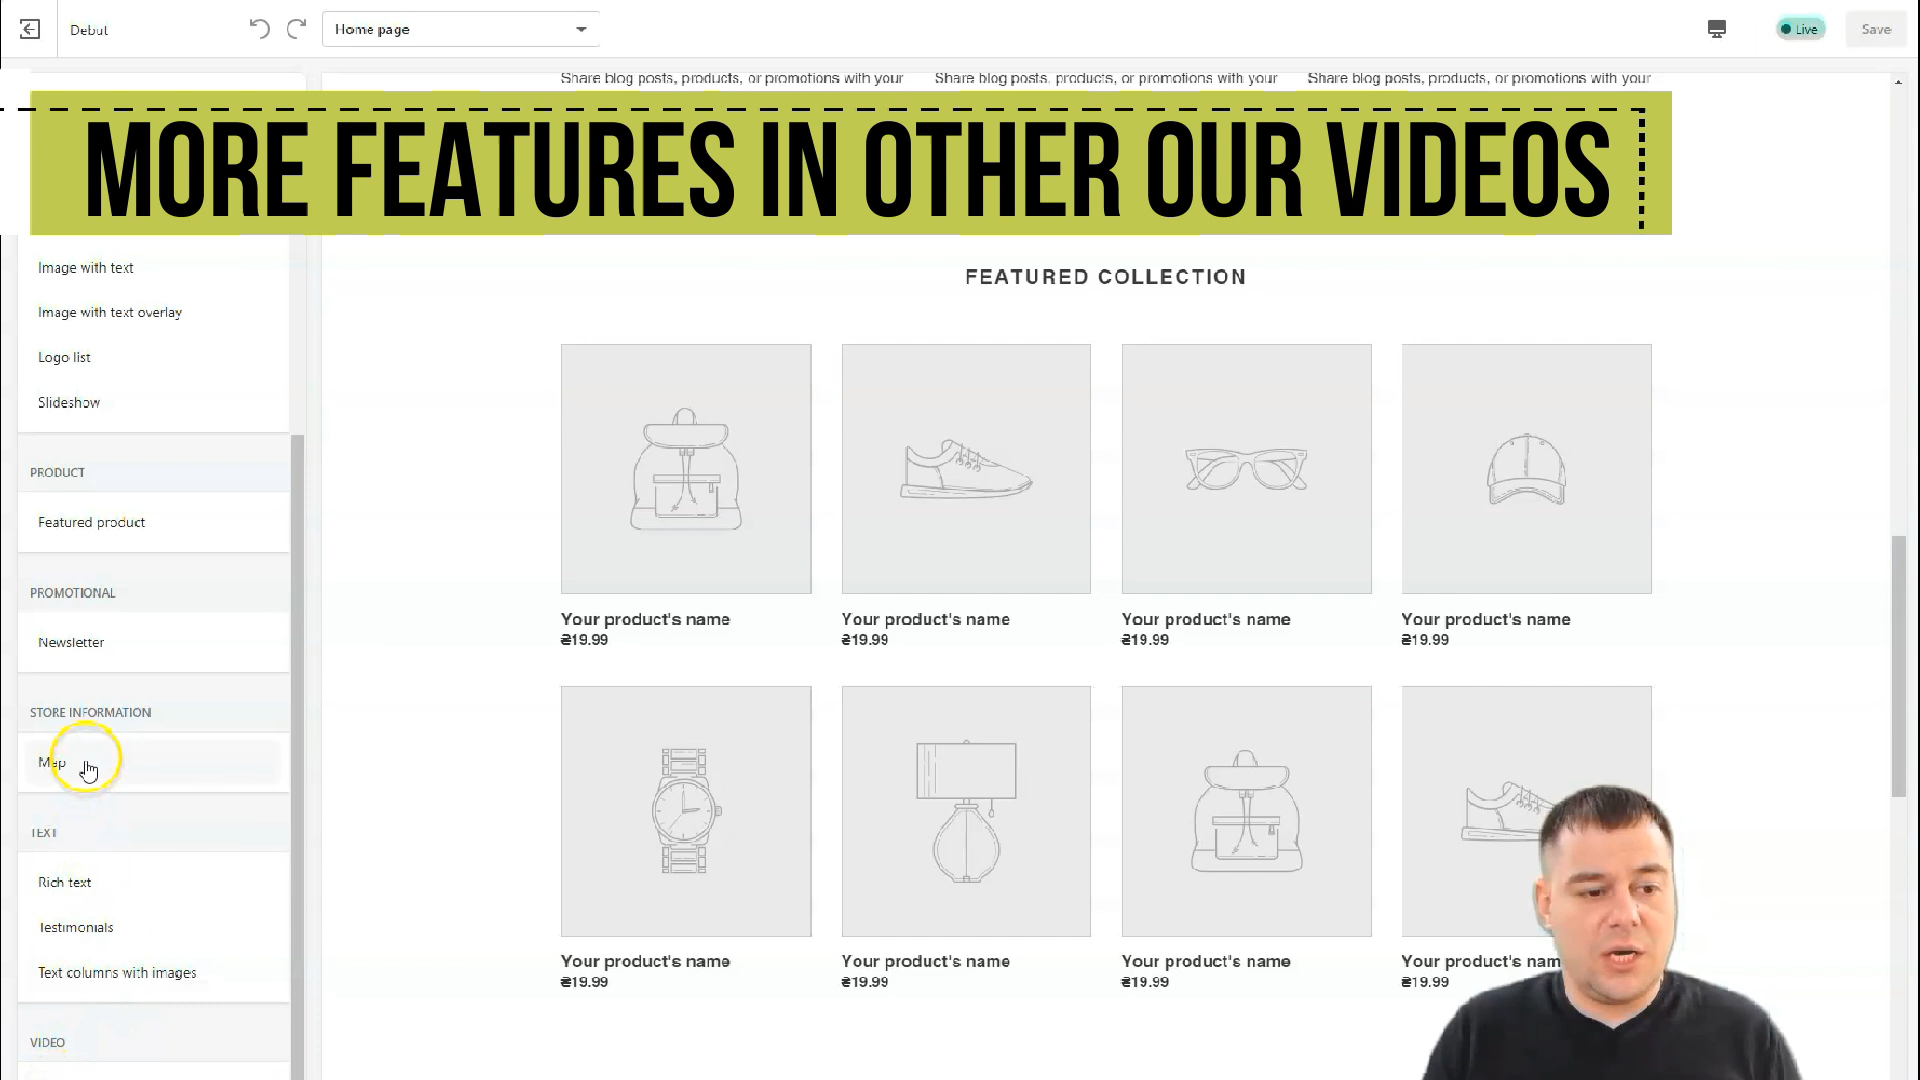 Debut
Home page
Live
Save
Share blog posts, products, or promotions with your
Share blog posts, products, or promotions with your
Share blog posts, products, or promotions with your
MORE FEATURES IN OTHER OUR VIDEOS
Image with text
Image with text overlay
Logo list
Slideshow
PRODUCT
Featured product
PROMOTIONAL
Newsletter
STORE INFORMATION
Map
TEXT
Rich text
Testimonials
Text columns with images
VIDEO
FEATURED COLLECTION
Your product's name
₴19.99
Your product's name
₴19.99
Your product's name
₴19.99
Your product's name
₴19.99
Your product's name
₴19.99
Your product's name
₴19.99
Your product's name
₴19.99
Your product's nam
₴19.99